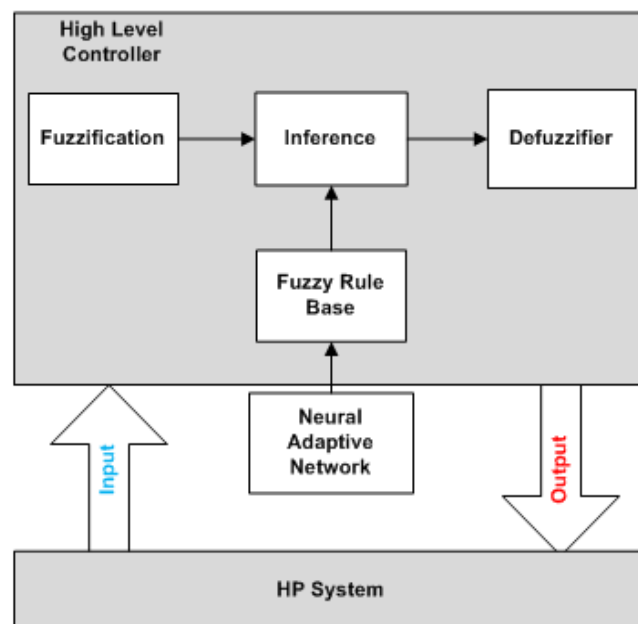 High Level
Controller
Fuzzification
Inference
Defuzzifier
Fuzzy Rule
Base
Neural
Adaptive
Network
Input
Output
HP System